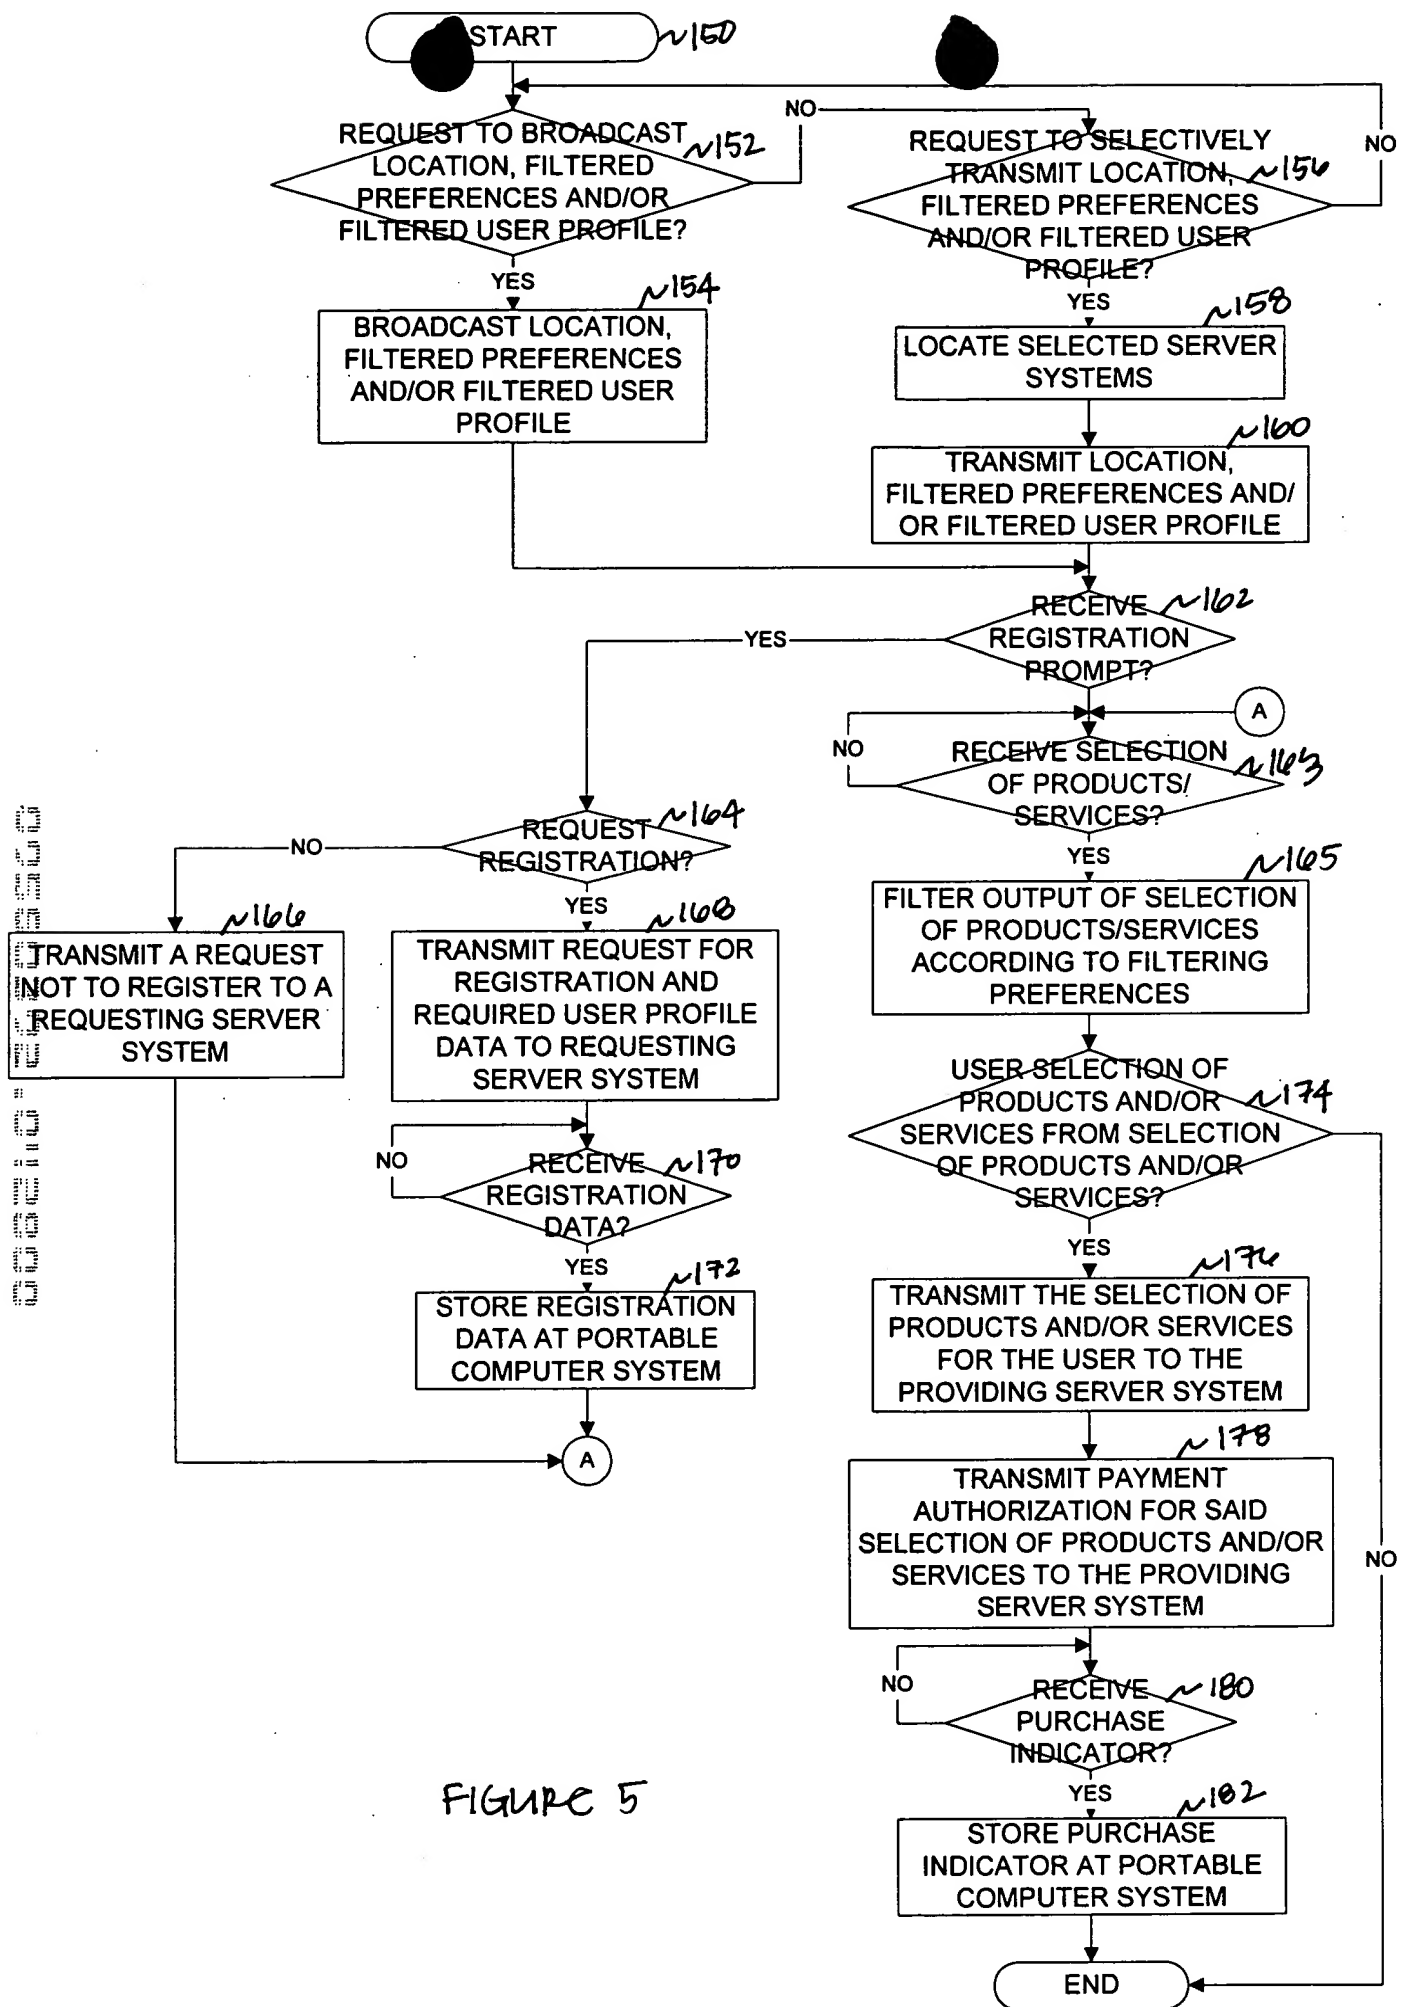 START
~150
REQUEST TO BROADCAST
LOCATION, FILTERED
PREFERENCES AND/OR
FILTERED USER PROFILE?
~152
NO
REQUEST TO SELECTIVELY
TRANSMIT LOCATION,
FILTERED PREFERENCES
AND/OR FILTERED USER
PROFILE?
~156
NO
YES
~154
BROADCAST LOCATION,
FILTERED PREFERENCES
AND/OR FILTERED USER
PROFILE
YES
~158
LOCATE SELECTED SERVER
SYSTEMS
~160
TRANSMIT LOCATION,
FILTERED PREFERENCES AND/
OR FILTERED USER PROFILE
RECEIVE
REGISTRATION
PROMPT?
~162
YES
A
NO
RECEIVE SELECTION
OF PRODUCTS/
SERVICES?
~163
YES
~165
FILTER OUTPUT OF SELECTION
OF PRODUCTS/SERVICES
ACCORDING TO FILTERING
PREFERENCES
REQUEST
REGISTRATION?
~164
NO
YES
~166
TRANSMIT A REQUEST
NOT TO REGISTER TO A
REQUESTING SERVER
SYSTEM
~168
TRANSMIT REQUEST FOR
REGISTRATION AND
REQUIRED USER PROFILE
DATA TO REQUESTING
SERVER SYSTEM
NO
RECEIVE
REGISTRATION
DATA?
~170
YES
~172
STORE REGISTRATION
DATA AT PORTABLE
COMPUTER SYSTEM
A
USER SELECTION OF
PRODUCTS AND/OR
SERVICES FROM SELECTION
OF PRODUCTS AND/OR
SERVICES?
~174
YES
~176
TRANSMIT THE SELECTION OF
PRODUCTS AND/OR SERVICES
FOR THE USER TO THE
PROVIDING SERVER SYSTEM
~178
TRANSMIT PAYMENT
AUTHORIZATION FOR SAID
SELECTION OF PRODUCTS AND/OR
SERVICES TO THE PROVIDING
SERVER SYSTEM
NO
NO
RECEIVE
PURCHASE
INDICATOR?
~180
YES
~182
STORE PURCHASE
INDICATOR AT PORTABLE
COMPUTER SYSTEM
END
FIGURE 5